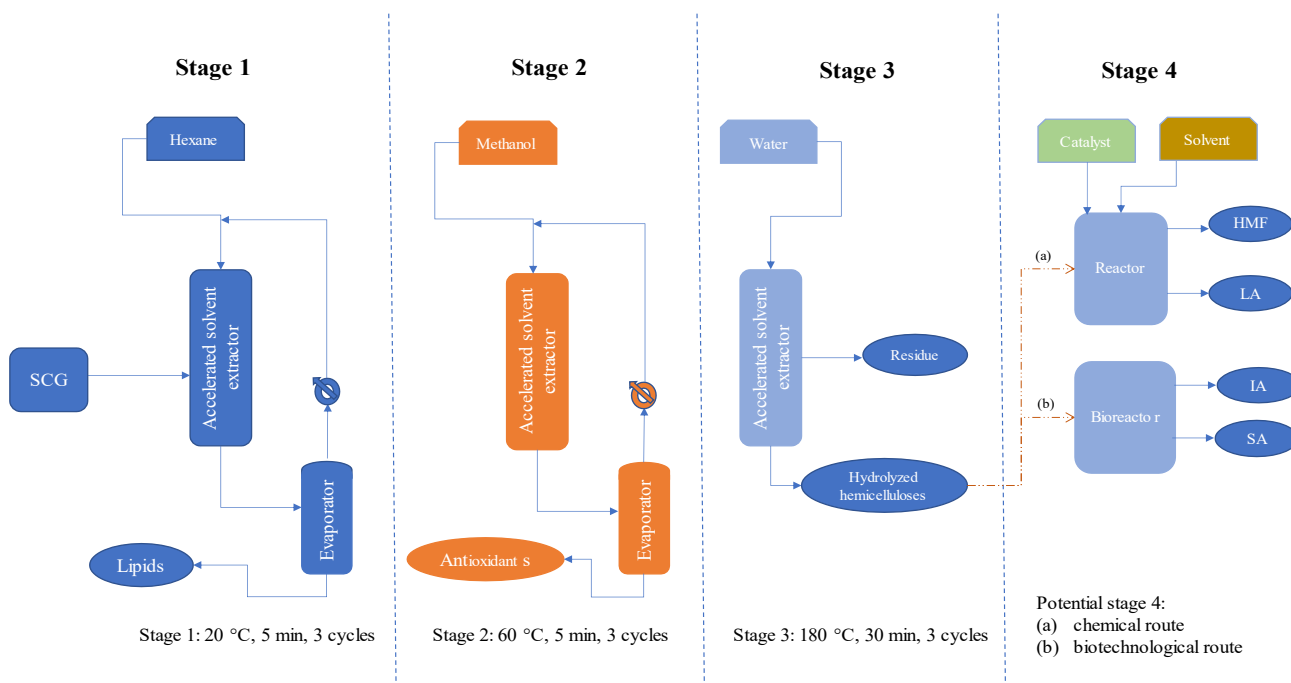 Stage 1
Stage 2
Stage 3
Stage 4
Hexane
Methanol
Water
Catalyst
Solvent
SCG
Accelerated solvent
extractor
Evaporator
Lipids
Accelerated solvent
extractor
Evaporator
Antioxidant s
Accelerated solvent
extractor
Residue
Hydrolyzed
hemicelluloses
(a)
Reactor
HMF
LA
(b)
Bioreacto r
IA
SA
Stage 1: 20 °C, 5 min, 3 cycles
Stage 2: 60 °C, 5 min, 3 cycles
Stage 3: 180 °C, 30 min, 3 cycles
Potential stage 4:
(a) chemical route
(b) biotechnological route